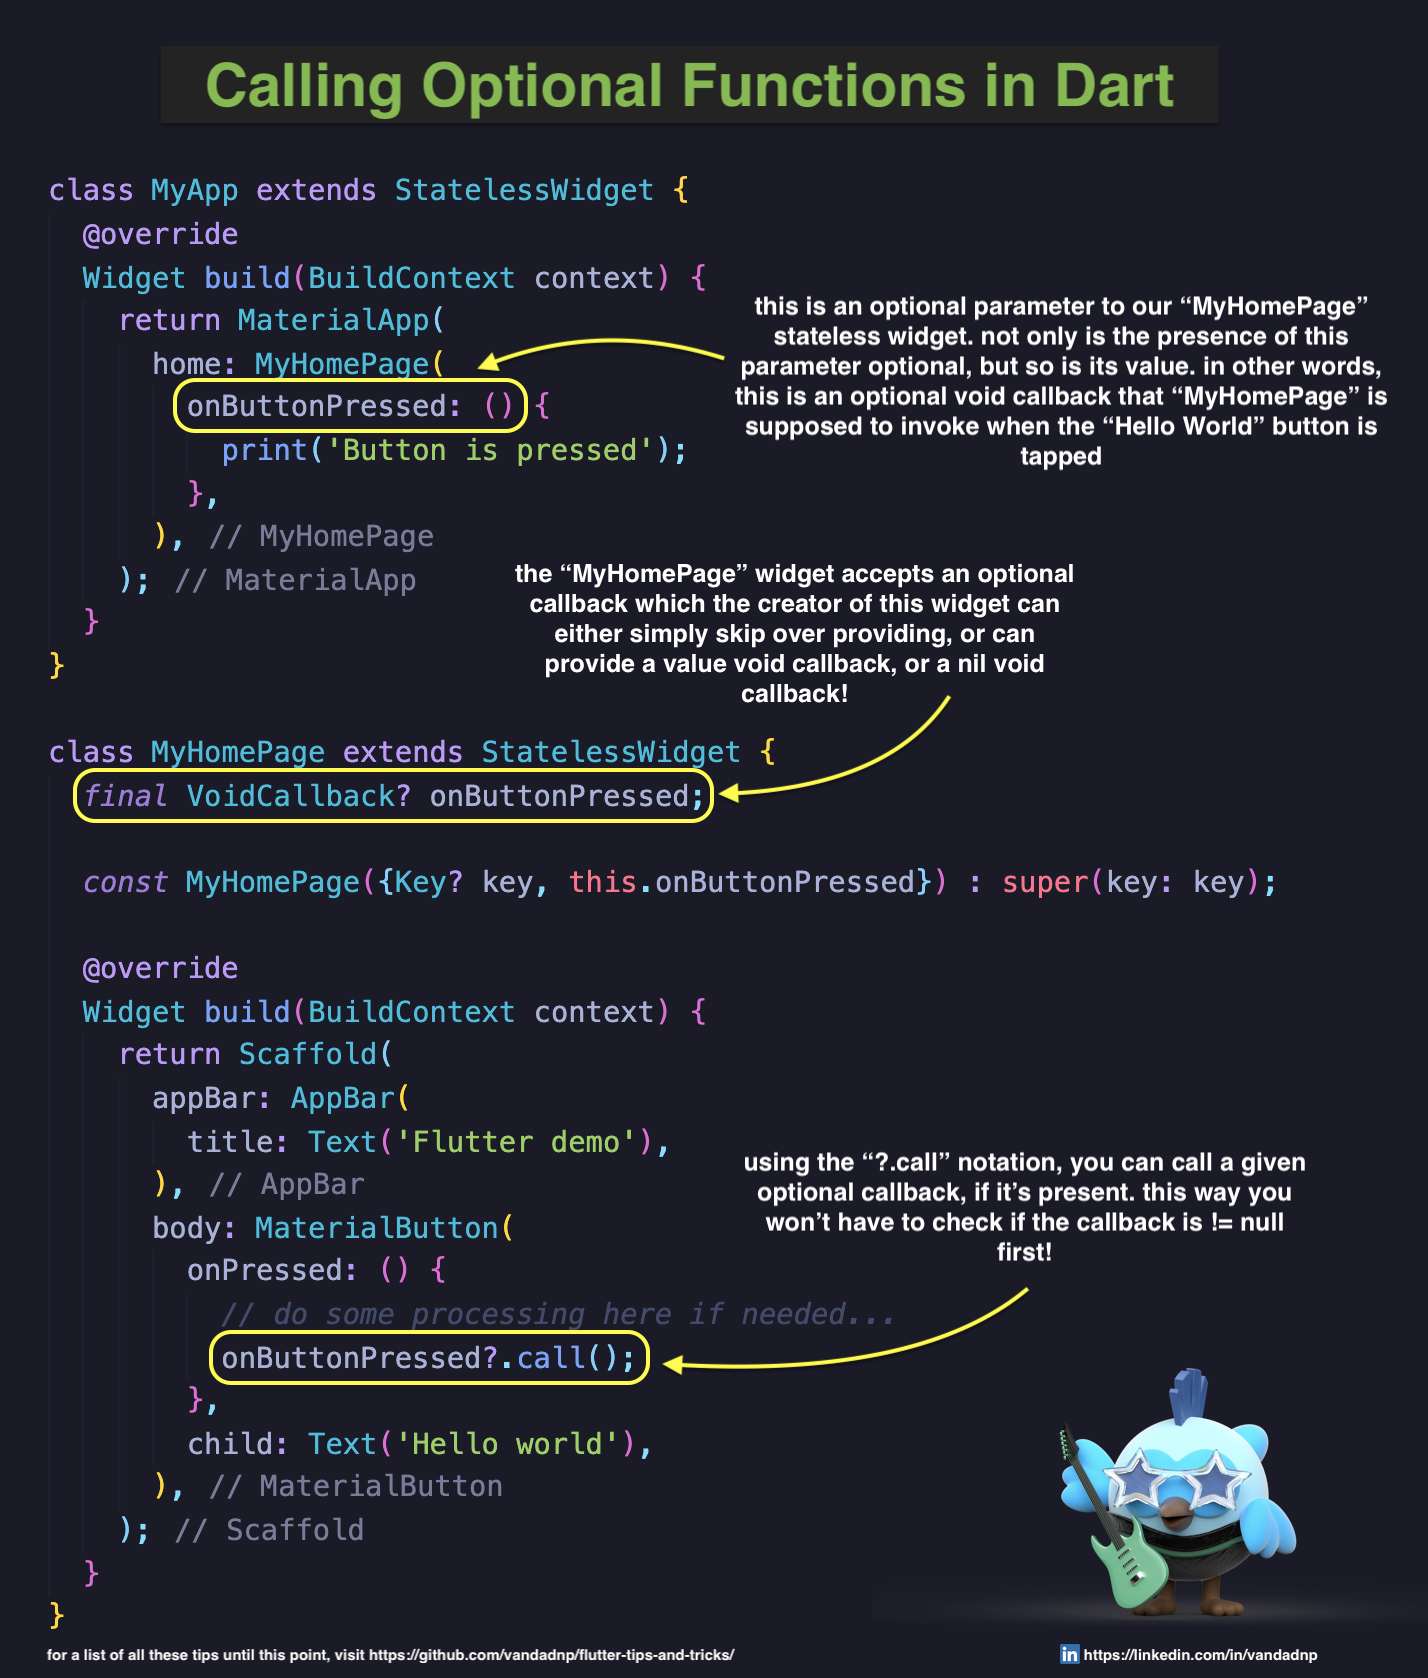 Calling Optional Functions in Dart
class MyApp extends StatelessWidget {
@override
Widget build(BuildContext context) {
return MaterialApp(
home: MyHomePage(
onButtonPressed: () {
print('Button is pressed');
},
), // MyHomePage
); // MaterialApp
}
}
this is an optional parameter to our “MyHomePage”
stateless widget. not only is the presence of this
parameter optional, but so is its value. in other words,
this is an optional void callback that “MyHomePage” is
supposed to invoke when the “Hello World” button is
tapped
the “MyHomePage” widget accepts an optional
callback which the creator of this widget can
either simply skip over providing, or can
provide a value void callback, or a nil void
callback!
class MyHomePage extends StatelessWidget {
final VoidCallback? onButtonPressed;
const MyHomePage({Key? key, this.onButtonPressed}) : super(key: key);
@override
Widget build(BuildContext context) {
return Scaffold(
appBar: AppBar(
title: Text('Flutter demo'),
), // AppBar
body: MaterialButton(
onPressed: () {
// do some processing here if needed...
onButtonPressed?.call();
},
child: Text('Hello world'),
), // MaterialButton
); // Scaffold
}
}
using the “?.call” notation, you can call a given
optional callback, if it’s present. this way you
won’t have to check if the callback is != null
first!
for a list of all these tips until this point, visit https://github.com/vandadnp/flutter-tips-and-tricks/
in https://linkedin.com/in/vandadnp